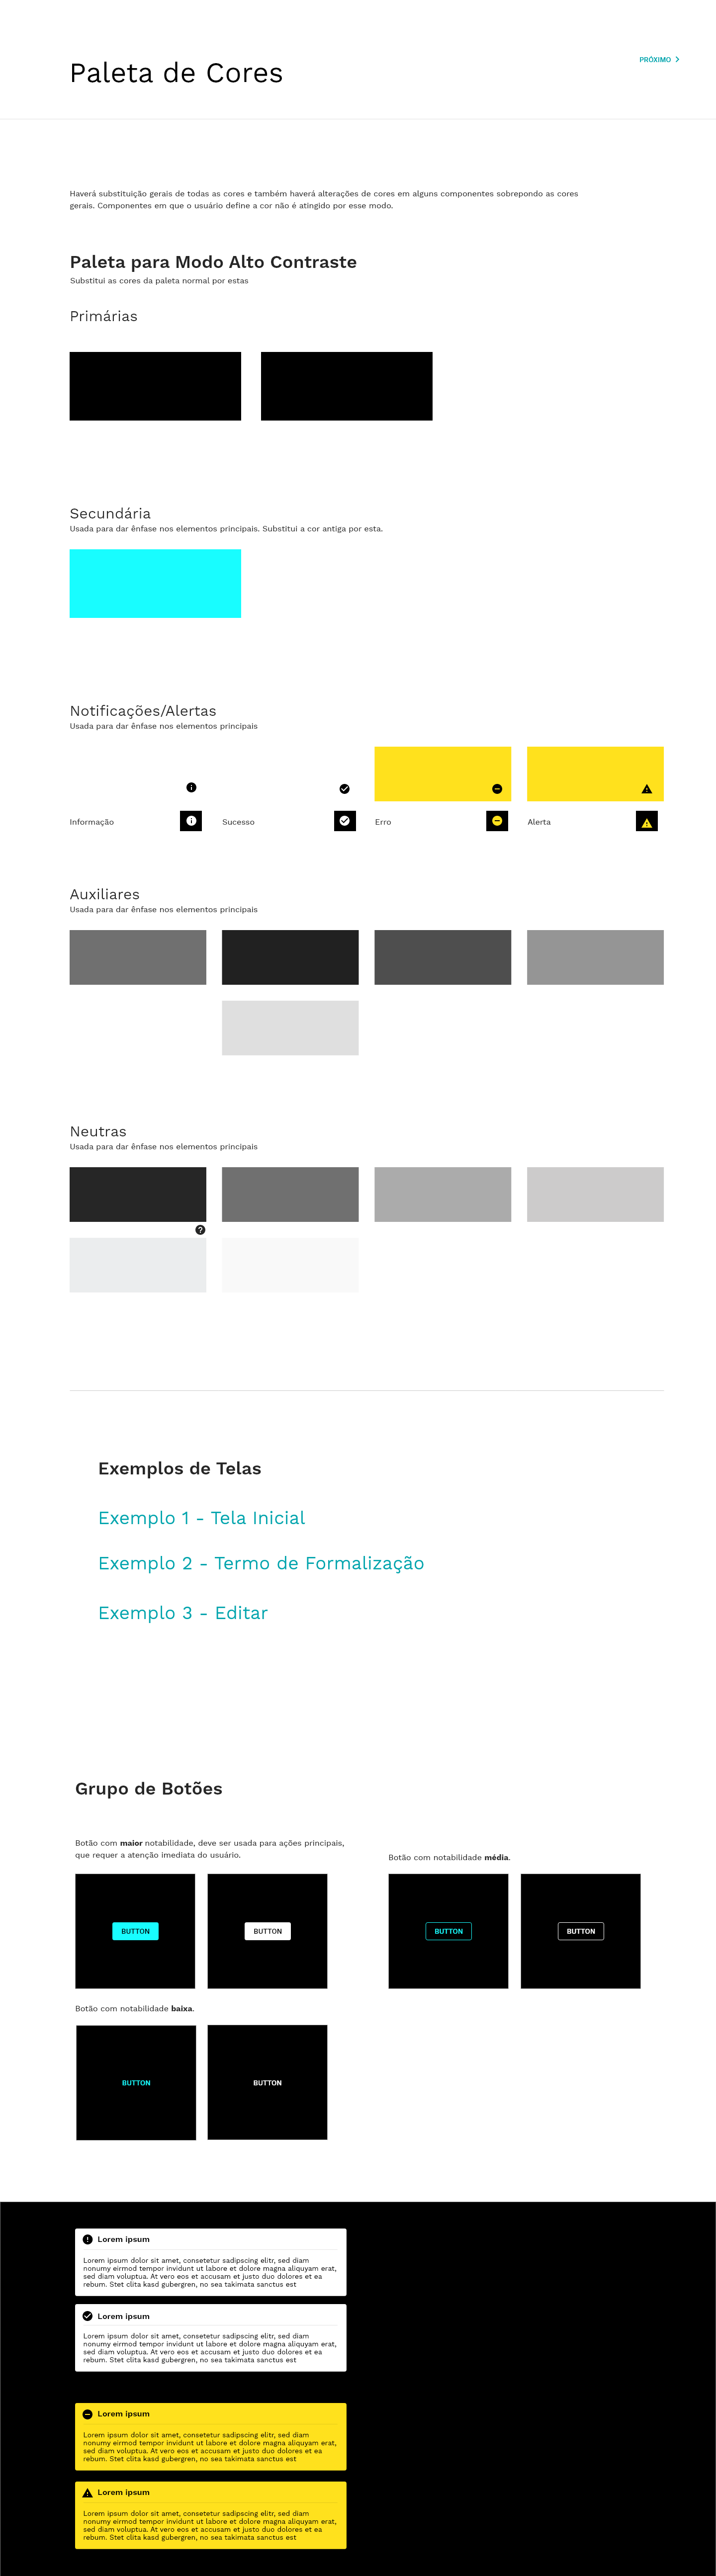 PRÓXIMO
Paleta de Cores
Haverá substituição gerais de todas as cores e também haverá alterações de cores em alguns componentes sobrepondo as cores
gerais. Componentes em que o usuário define a cor não é atingido por esse modo.
Paleta para Modo Alto Contraste
Substitui as cores da paleta normal por estas
Primárias
Secundária
Usada para dar ênfase nos elementos principais. Substitui a cor antiga por esta.
Notificações/Alertas
Usada para dar ênfase nos elementos principais
Informação
Sucesso
Erro
Alerta
Auxiliares
Usada para dar ênfase nos elementos principais
Neutras
Usada para dar ênfase nos elementos principais
Exemplos de Telas
Exemplo 1 - Tela Inicial
Exemplo 2 - Termo de Formalização
Exemplo 3 - Editar
Grupo de Botões
Botão com maior notabilidade, deve ser usada para ações principais,
que requer a atenção imediata do usuário.
Botão com notabilidade média.
BUTTON
BUTTON
BUTTON
BUTTON
Botão com notabilidade baixa.
BUTTON
BUTTON
Lorem ipsum
Lorem ipsum dolor sit amet, consetetur sadipscing elitr, sed diam
nonumy eirmod tempor invidunt ut labore et dolore magna aliquyam erat,
sed diam voluptua. At vero eos et accusam et justo duo dolores et ea
rebum. Stet clita kasd gubergren, no sea takimata sanctus est
Lorem ipsum
Lorem ipsum dolor sit amet, consetetur sadipscing elitr, sed diam
nonumy eirmod tempor invidunt ut labore et dolore magna aliquyam erat,
sed diam voluptua. At vero eos et accusam et justo duo dolores et ea
rebum. Stet clita kasd gubergren, no sea takimata sanctus est
Lorem ipsum
Lorem ipsum dolor sit amet, consetetur sadipscing elitr, sed diam
nonumy eirmod tempor invidunt ut labore et dolore magna aliquyam erat,
sed diam voluptua. At vero eos et accusam et justo duo dolores et ea
rebum. Stet clita kasd gubergren, no sea takimata sanctus est
Lorem ipsum
Lorem ipsum dolor sit amet, consetetur sadipscing elitr, sed diam
nonumy eirmod tempor invidunt ut labore et dolore magna aliquyam erat,
sed diam voluptua. At vero eos et accusam et justo duo dolores et ea
rebum. Stet clita kasd gubergren, no sea takimata sanctus est